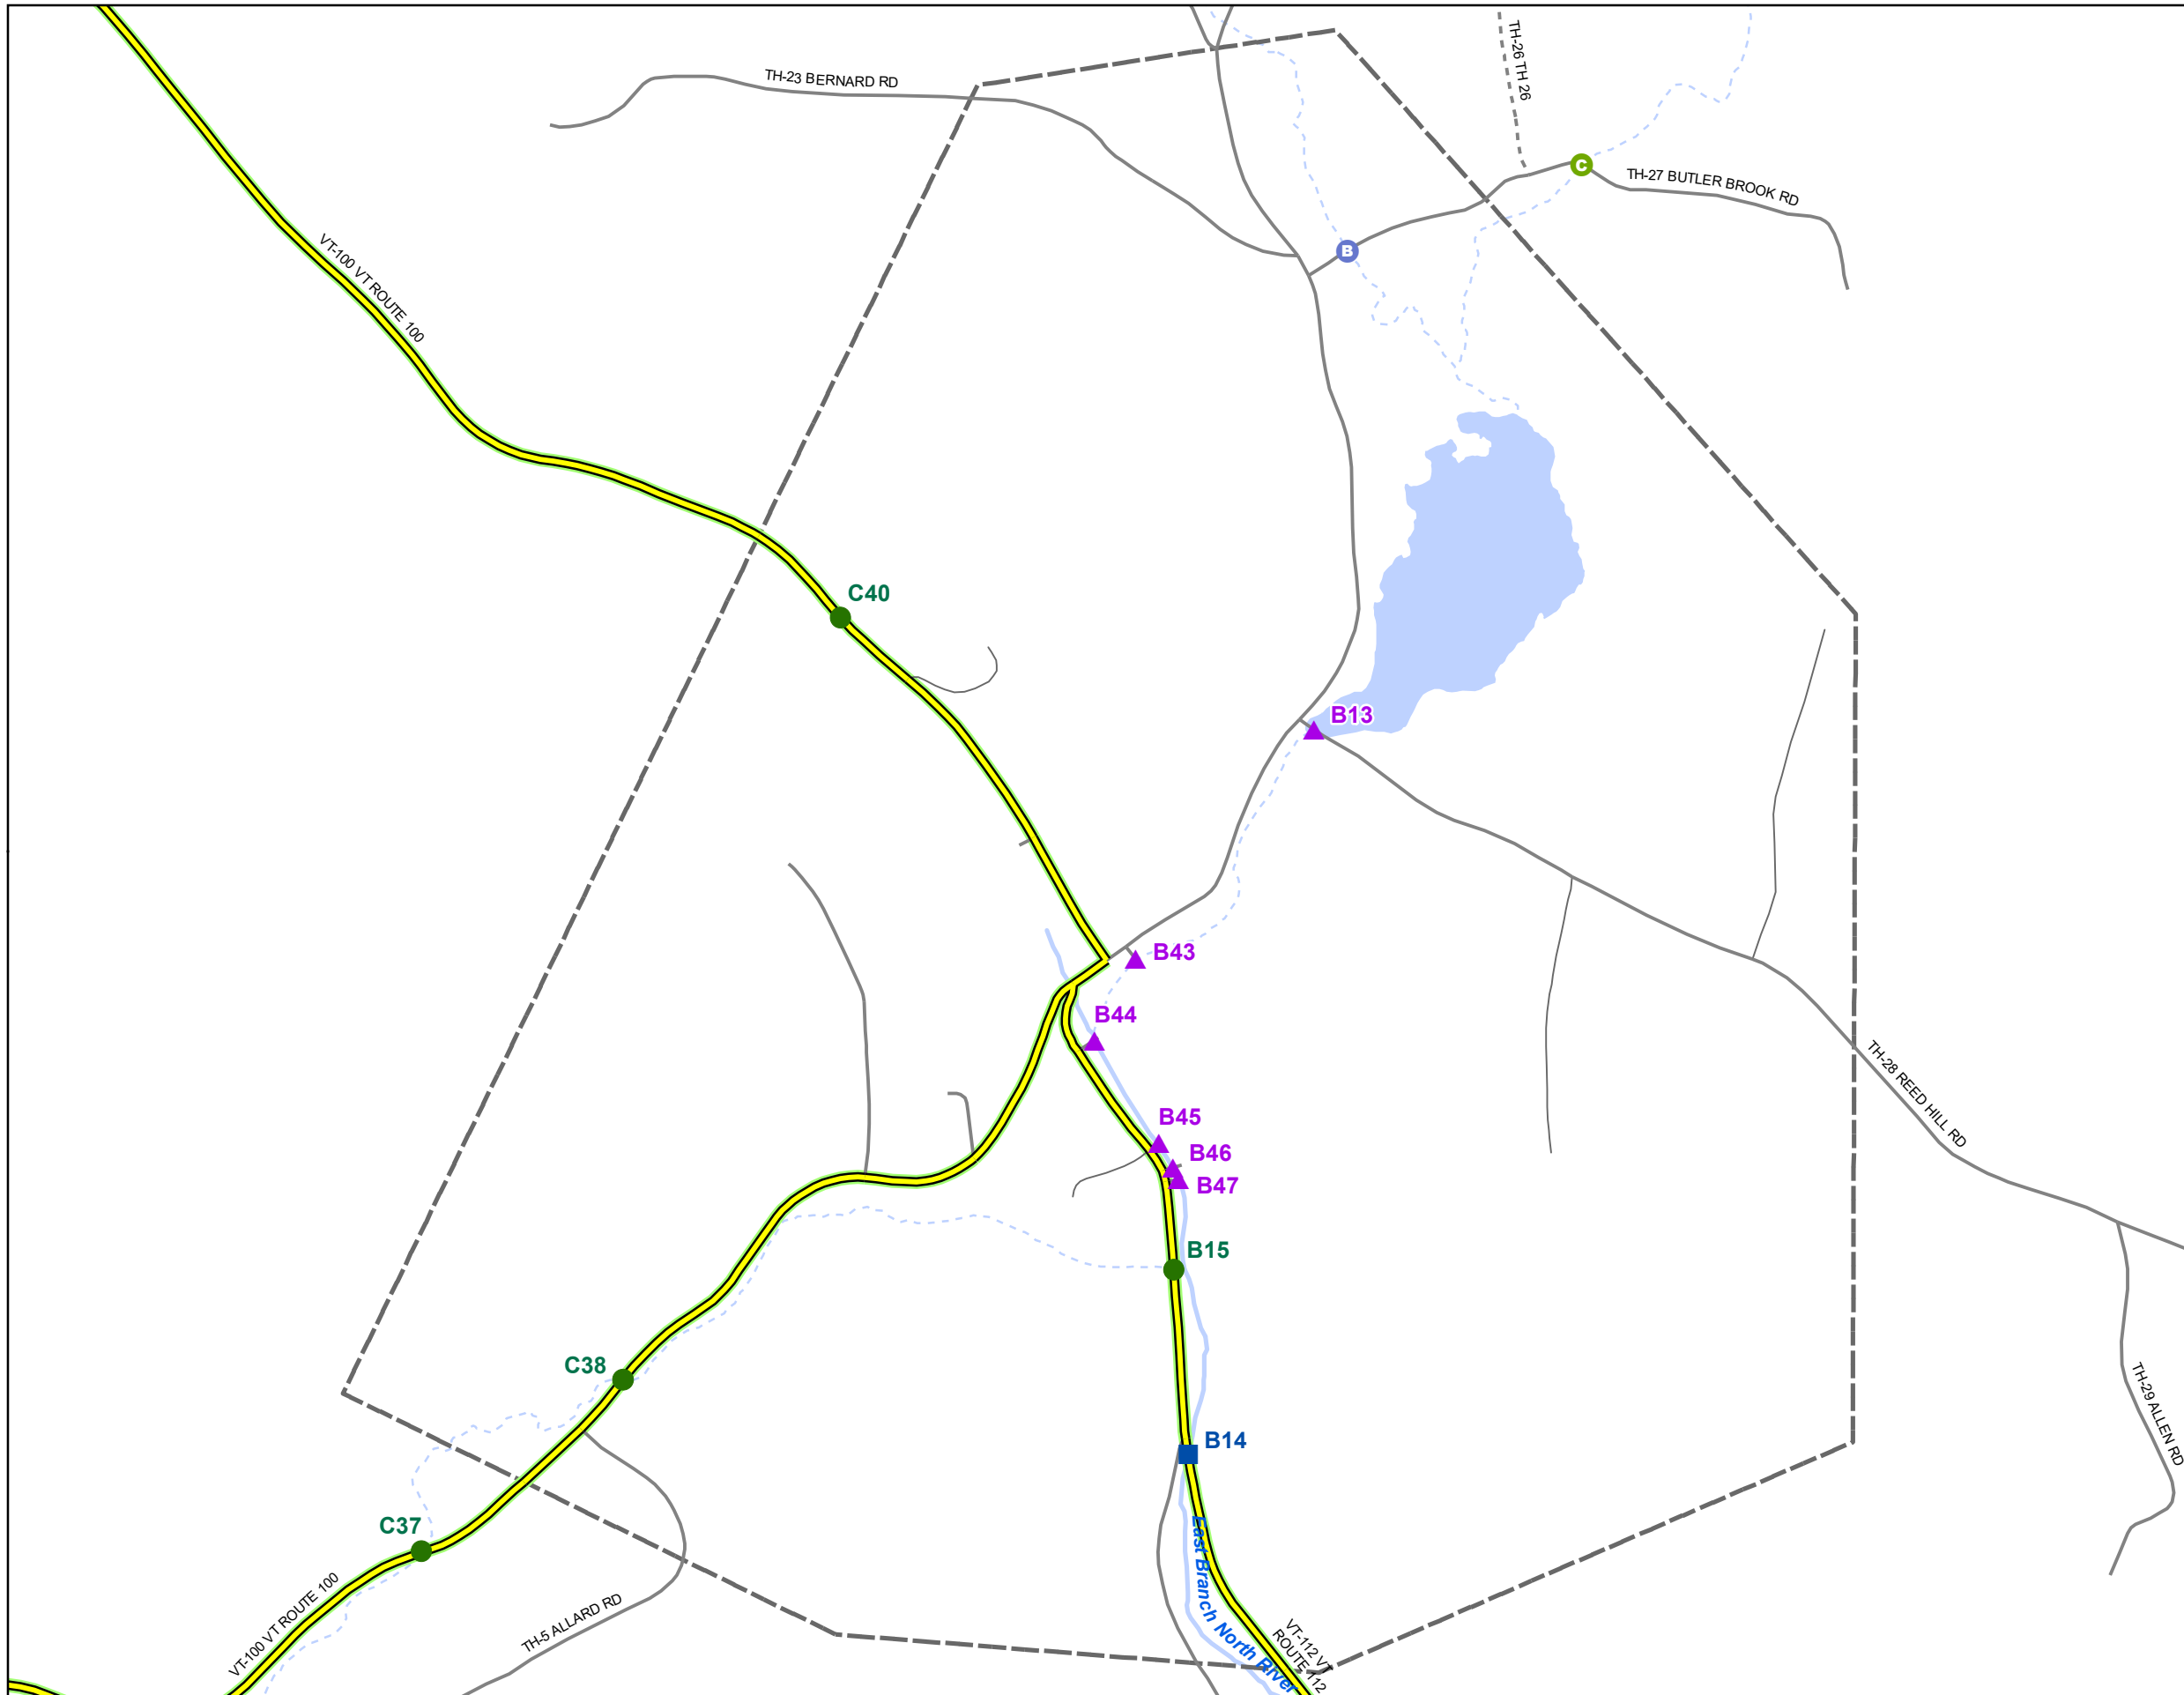 TH-26 TH 26
TH-23 BERNARD RD
C
TH-27 BUTLER BROOK RD
B
VT-100 VT ROUTE 100
C40
B13
B43
B44
TH-28 REED HILL RD
B45
B46
B47
B15
C38
TH-29 ALLEN RD
B14
C37
East Branch North River
VT-100 VT ROUTE 100
TH-5 ALLARD RD
VT-112 VT
ROUTE 112